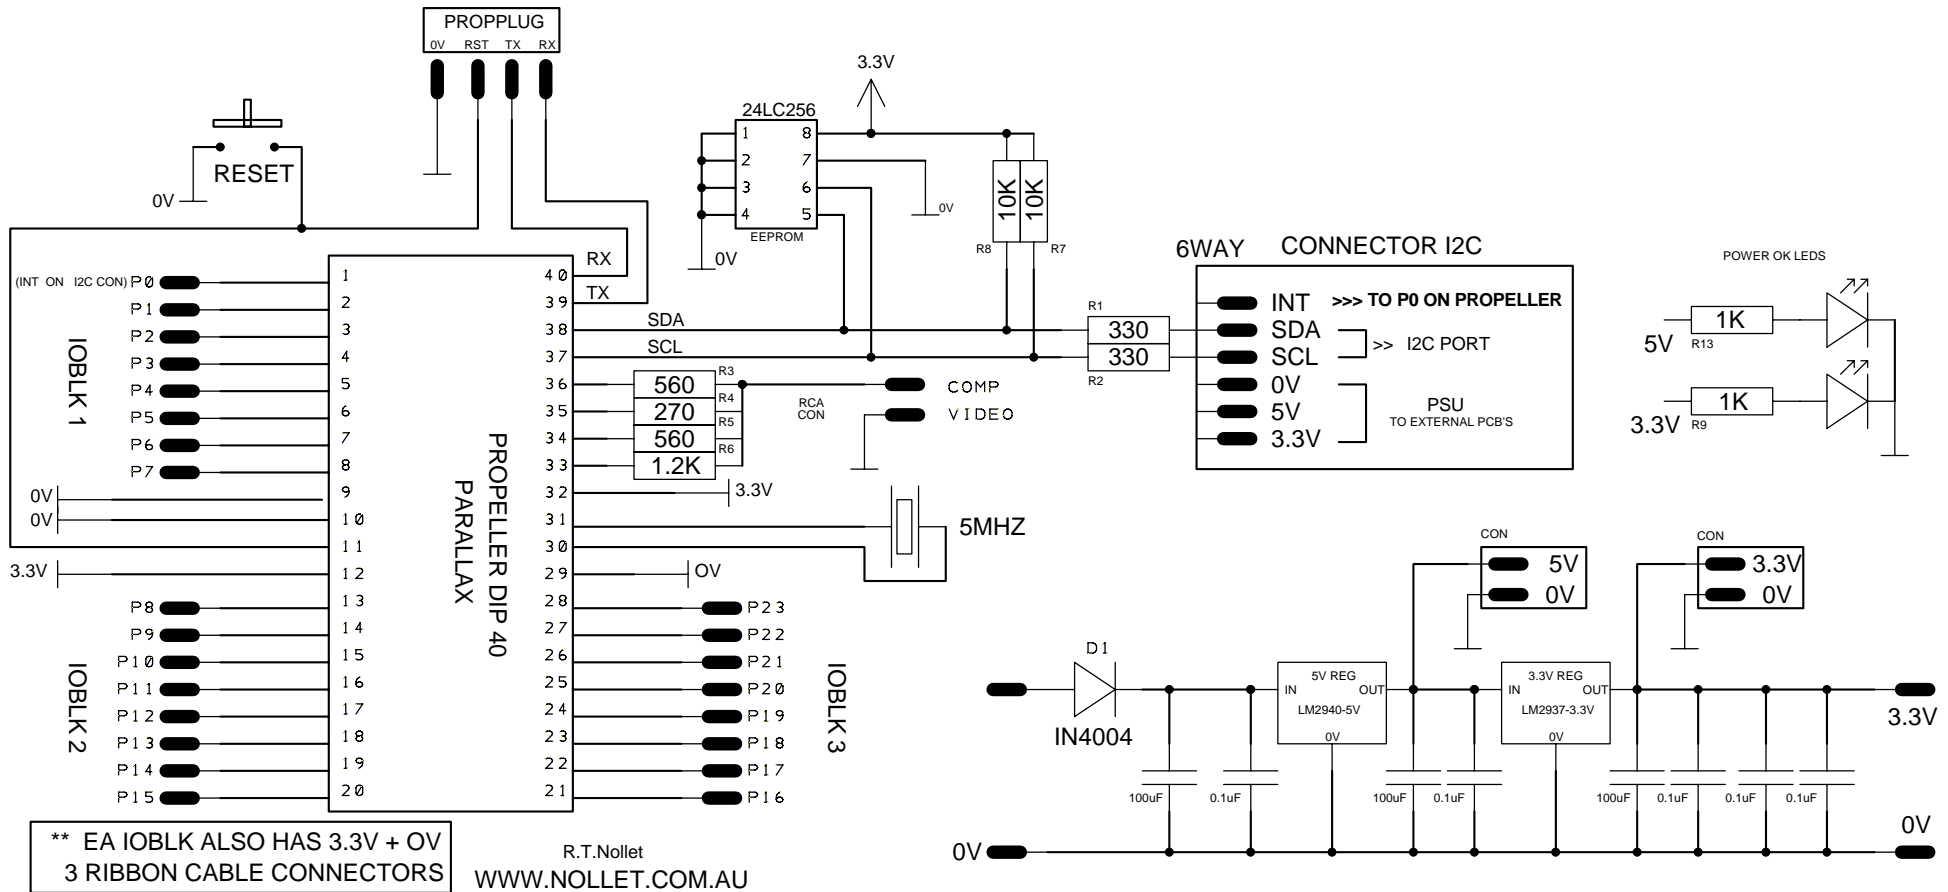 PROPPLUG
0V RST TX RX
RESET
0V
3.3V
24LC256
1 8
2 7
3 6
4 5
EEPROM
0V
0V
10K
10K
R8 R7
RX
TX
SDA
SCL
(INT ON I2C CON) P0
P1
P2
P3
P4
P5
P6
P7
IOBLK 1
0V
0V
3.3V
P8
P9
P10
P11
P12
P13
P14
P15
IOBLK 2
1
2
3
4
5
6
7
8
9
10
11
12
13
14
15
16
17
18
19
20
PROPELLER DIP 40
PARALLAX
40
39
38
37
36
35
34
33
32
31
30
29
28
27
26
25
24
23
22
21
560 R3
270 R4
560 R5
1.2K R6
RCA
CON
COMP
VIDEO
3.3V
5MHZ
OV
P23
P22
P21
P20
P19
P18
P17
P16
IOBLK 3
R1
330
330
R2
6WAY CONNECTOR I2C
INT >>> TO P0 ON PROPELLER
SDA
SCL
>> I2C PORT
0V
5V
3.3V
PSU
TO EXTERNAL PCB'S
POWER OK LEDS
1K
5V R13
1K
3.3V R9
CON
5V
0V
CON
3.3V
0V
D1
IN4004
5V REG
IN OUT
LM2940-5V
0V
3.3V REG
IN OUT
LM2937-3.3V
0V
3.3V
100uF 0.1uF 100uF 0.1uF 100uF 0.1uF 0.1uF 0.1uF
0V
0V
** EA IOBLK ALSO HAS 3.3V + OV
3 RIBBON CABLE CONNECTORS
R.T.Nollet
WWW.NOLLET.COM.AU